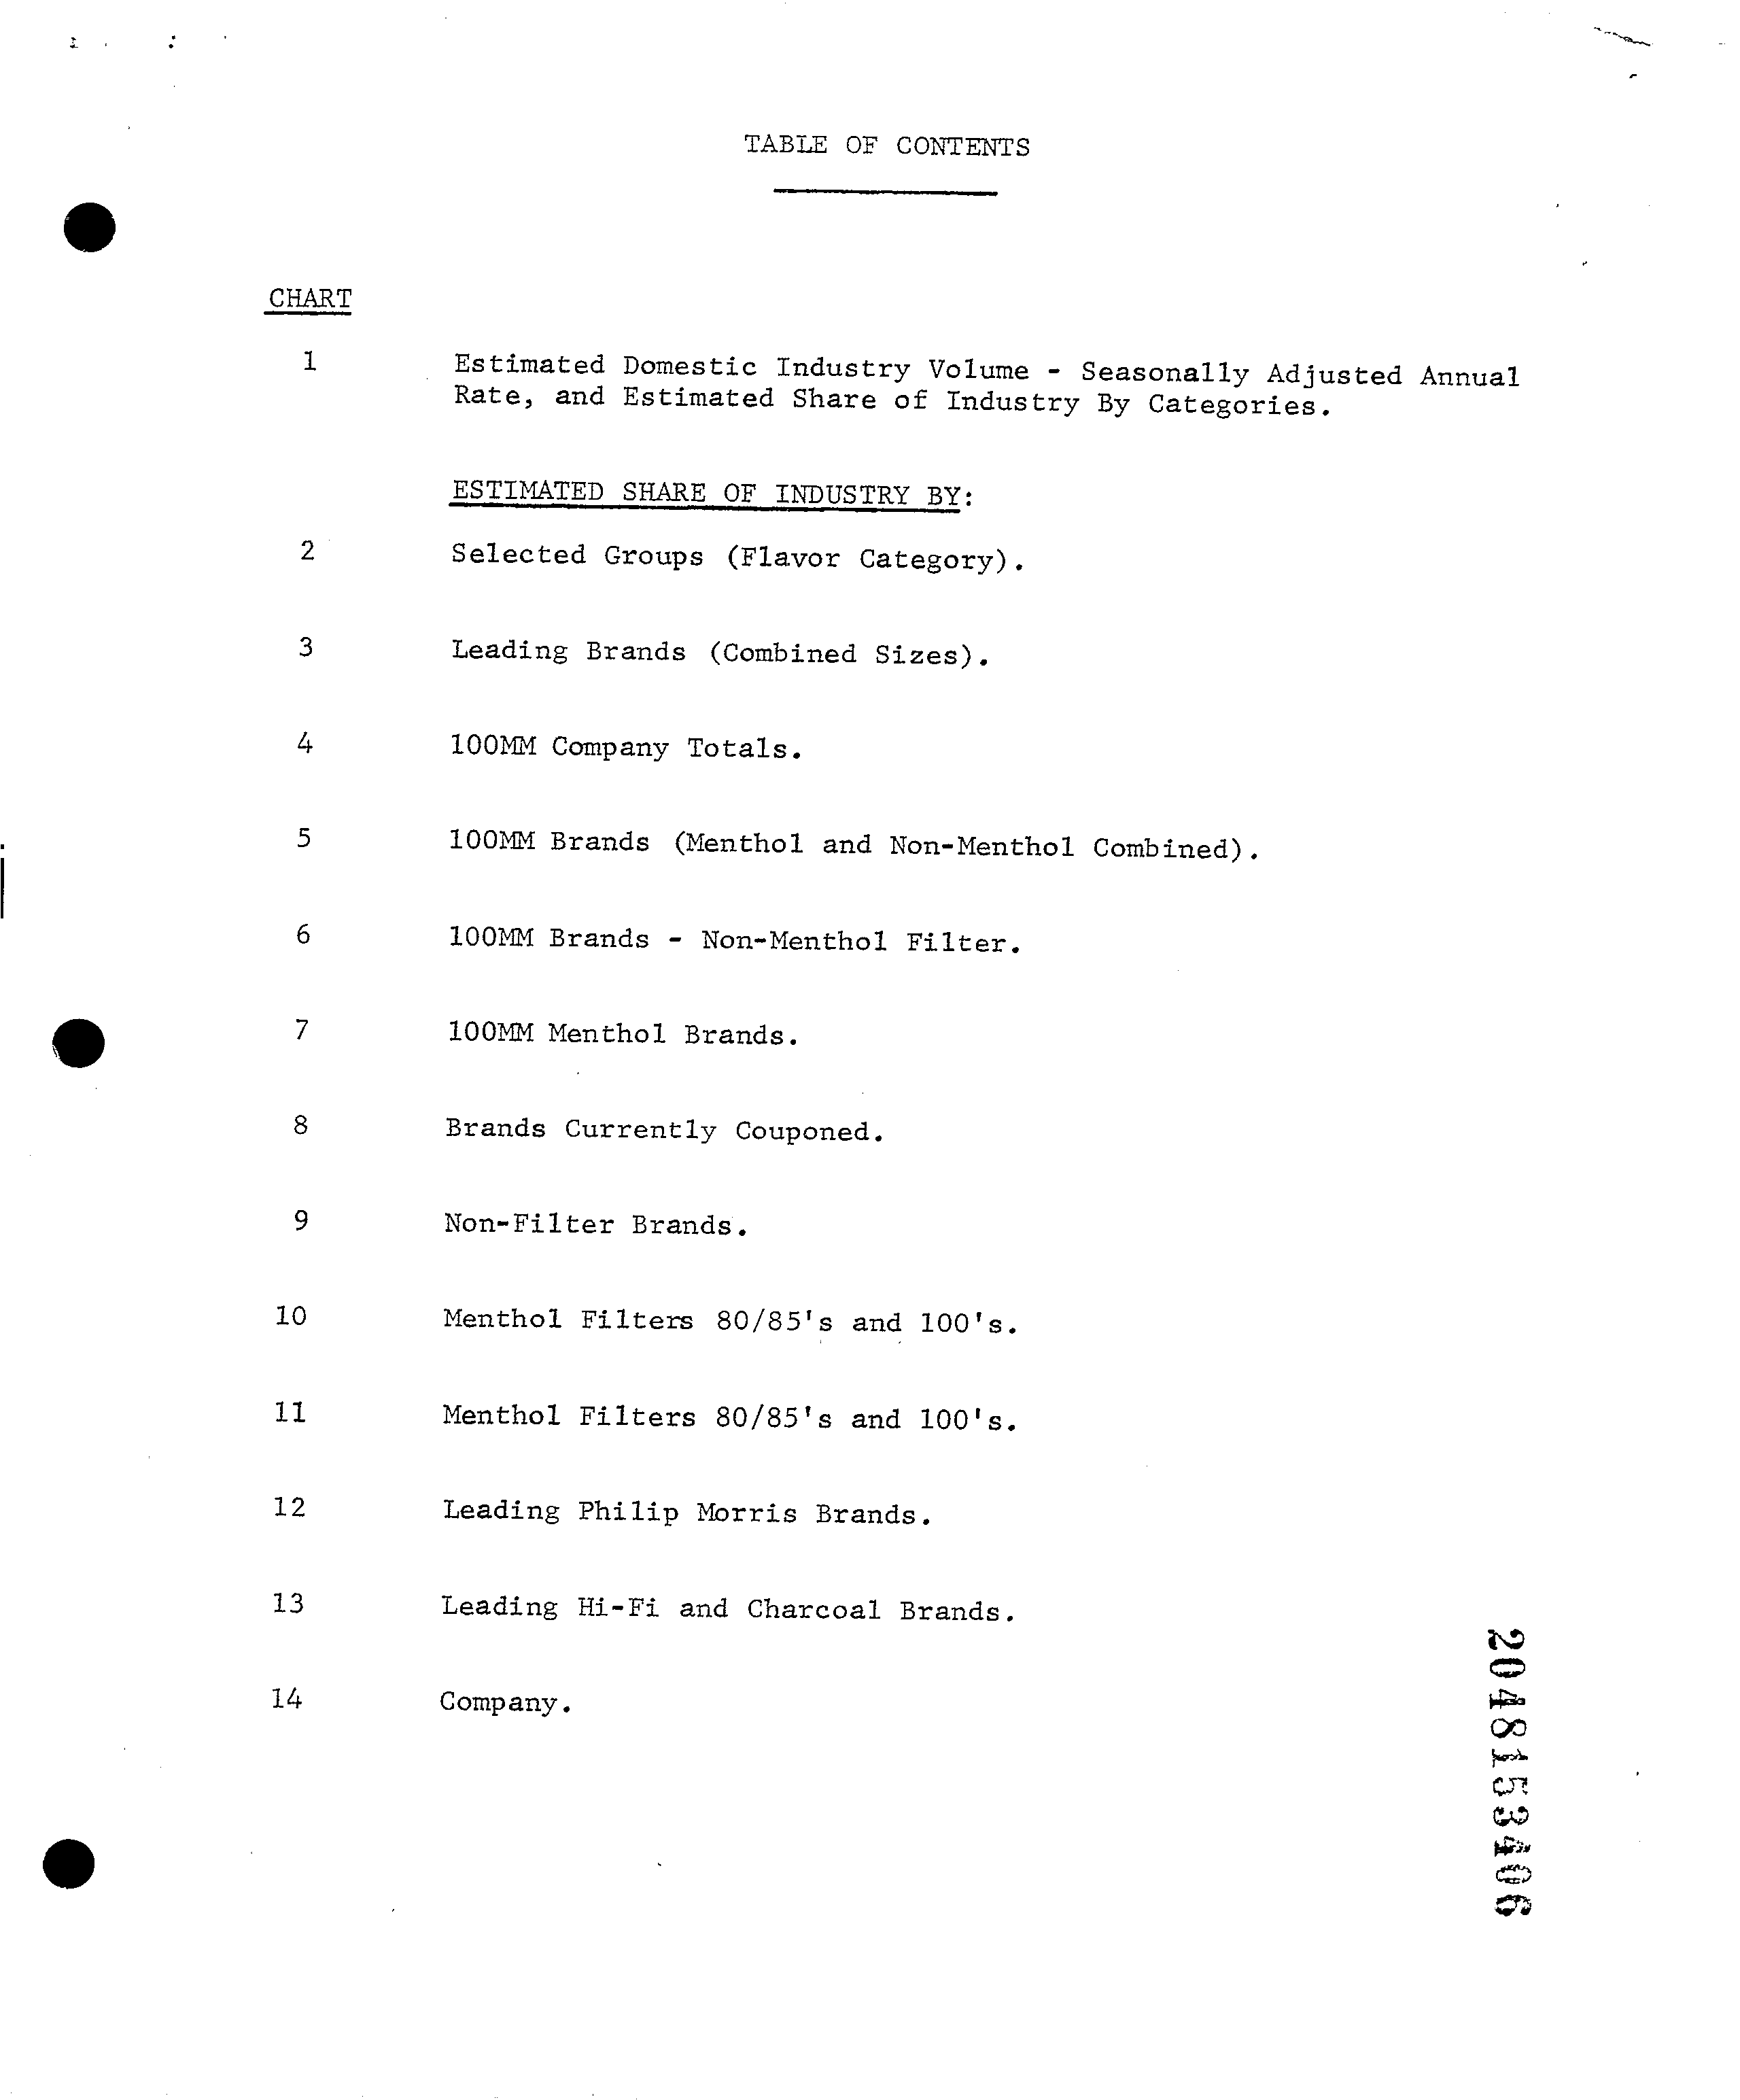 TABLE OF CONTENTS
CHART
1 Estimated Domestic Industry Volume - Seasonally Adjusted Annual
Rate, and Estimated Share of Industry By Categories.
ESTIMATED SHARE OF INDUSTRY BY:
2 Selected Groups (Flavor Category).
3 Leading Brands (Combined Sizes).
4 100MM Company Totals.
5 100MM Brands (Menthol and Non-Menthol Combined).
6 100MM Brands - Non-Menthol Filter.
7 100MM Menthol Brands.
8 Brands Currently Couponed.
9 Non-Filter Brands.
10 Menthol Filters 80/85's and 100's.
11 Menthol Filters 80/85's and 100's.
12 Leading Philip Morris Brands.
13 Leading Hi-Fi and Charcoal Brands.
14 Company.
2048153406